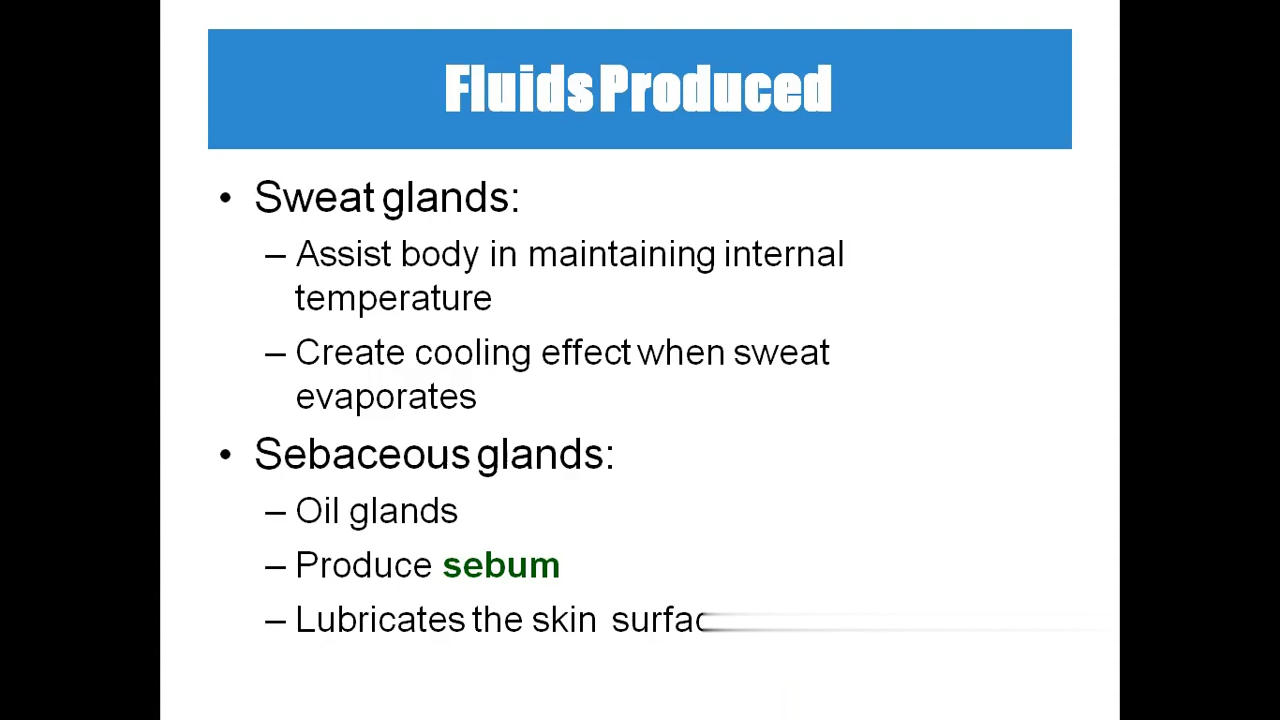 Fluids Produced
• Sweat glands:
– Assist body in maintaining internal
temperature
– Create cooling effect when sweat
evaporates
• Sebaceous glands:
– Oil glands
– Produce sebum
– Lubricates the skin surfac